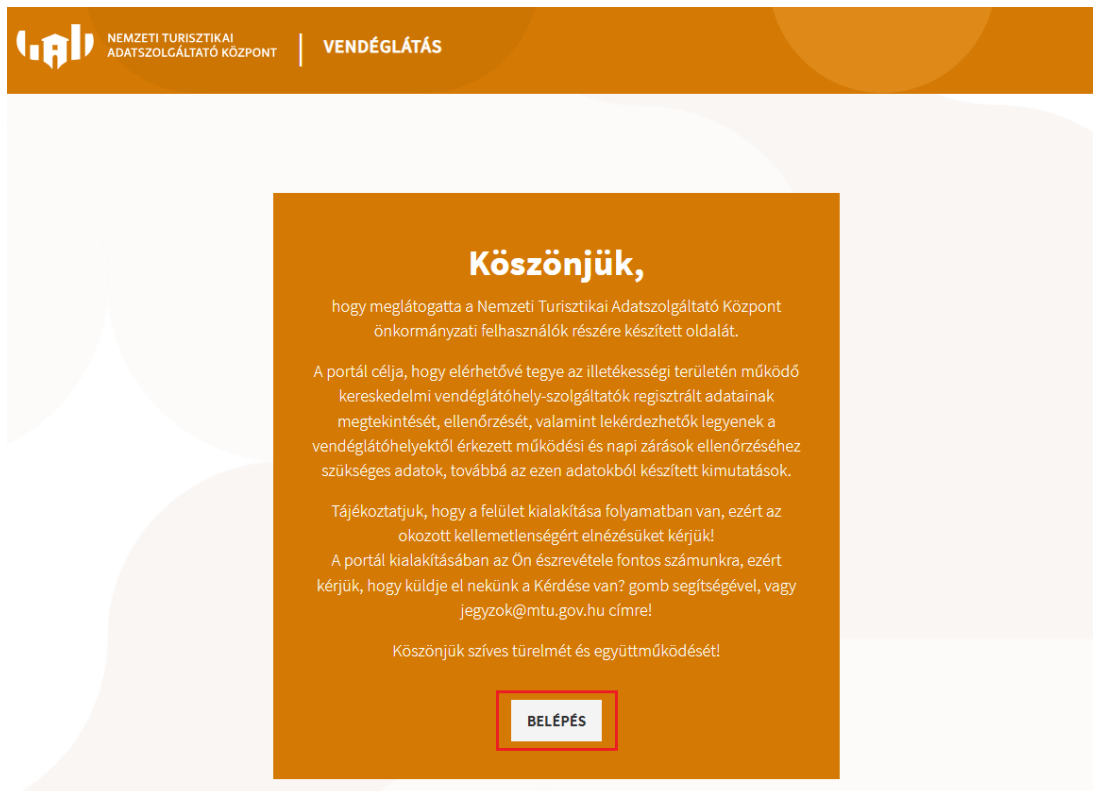 NEMZETI TURISZTIKAI
ADATSZOLGÁLTATÓ KÖZPONT
VENDÉGLÁTÁS
Köszönjük,
hogy meglátogatta a Nemzeti Turisztikai Adatszolgáltató Központ
önkormányzati felhasználók részére készített oldalát.
A portál célja, hogy elérhetővé tegye az illetékességi területén működő
kereskedelmi vendéglátóhely-szolgáltatók regisztrált adatainak
megtekintését, ellenőrzését, valamint lekérdezhetők legyenek a
vendéglátóhelyektől érkezett működési és napi zárások ellenőrzéséhez
szükséges adatok, továbbá az ezen adatokból készített kimutatások.
Tájékoztatjuk, hogy a felület kialakítása folyamatban van, ezért az
okozott kellemetlenségért elnézésüket kérjük!
A portál kialakításában az Ön észrevétele fontos számunkra, ezért
kérjük, hogy küldje el nekünk a Kérdése van? gomb segítségével, vagy
jegyzok@mtu.gov.hu címre!
Köszönjük szíves türelmét és együttműködését!
BELÉPÉS